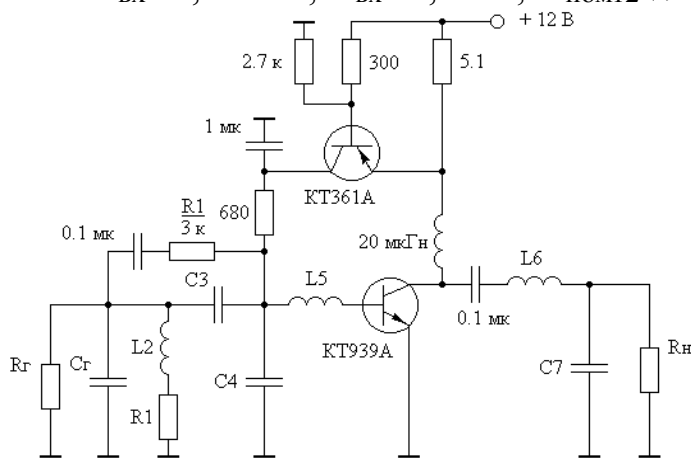 + 12 В
2.7 к
300
5.1
1 мк
КТ361А
R1
3 к
680
0.1 мк
20 мкГн
C3
L5
L6
L2
КТ939А
0.1 мк
Rг
Cг
C4
C7
Rн
R1